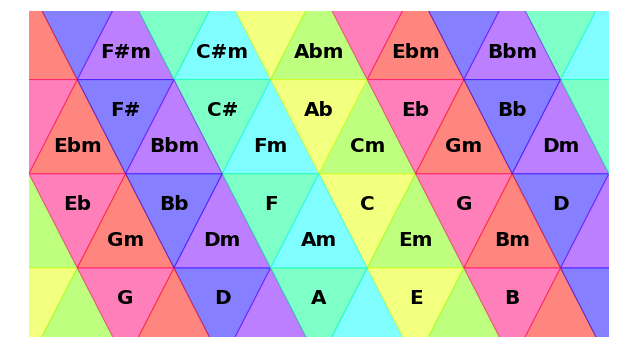 F#m C#m Abm Ebm Bbm
F# C# Ab Eb Bb
Ebm Bbm Fm Cm Gm Dm
Eb Bb F C G D
Gm Dm Am Em Bm
G D A E B